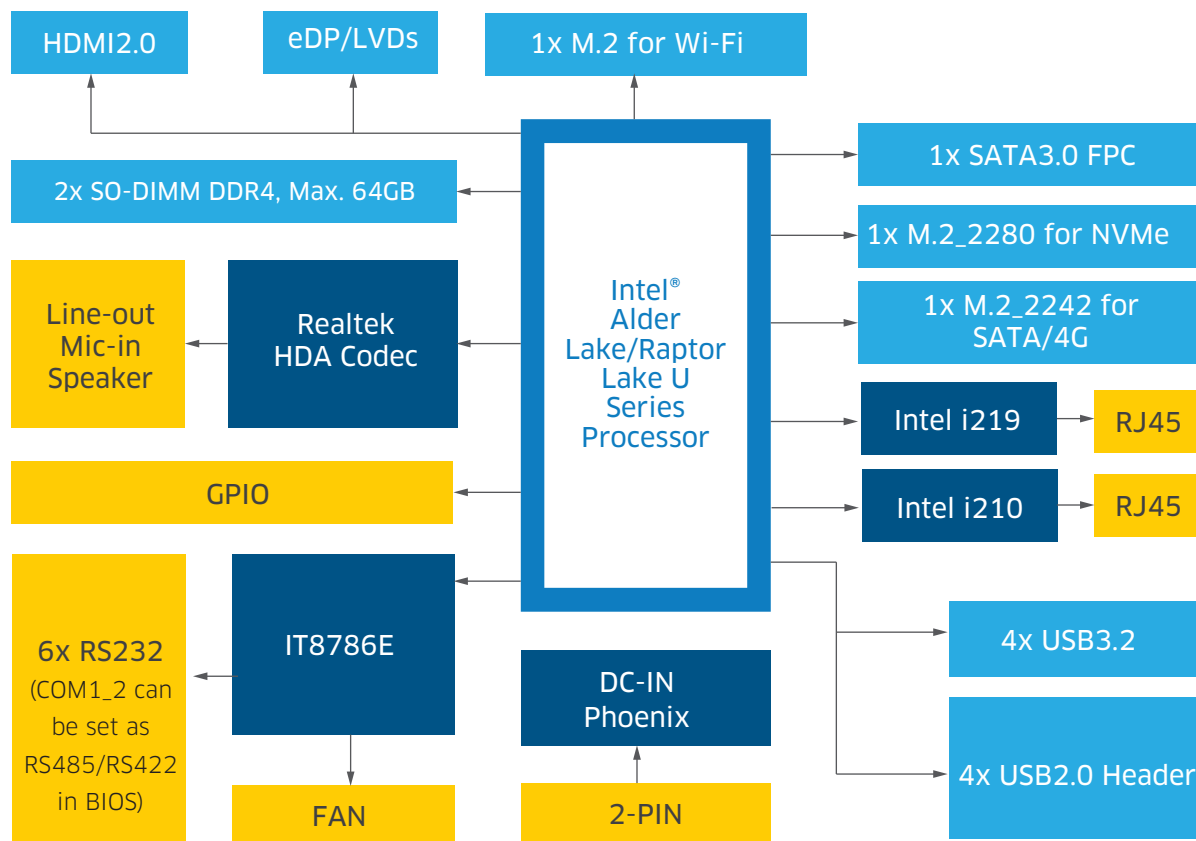 HDMI2.0
eDP/LVDs
1x M.2 for Wi-Fi
2x SO-DIMM DDR4, Max. 64GB
1x SATA3.0 FPC
1x M.2_2280 for NVMe
1x M.2_2242 for
SATA/4G
Line-out
Mic-in
Speaker
Realtek
HDA Codec
Intel®
Alder
Lake/Raptor
Lake U
Series
Processor
Intel i219
RJ45
GPIO
Intel i210
RJ45
6x RS232
(COM1_2 can
be set as
RS485/RS422
in BIOS)
IT8786E
FAN
DC-IN
Phoenix
2-PIN
4x USB3.2
4x USB2.0 Header